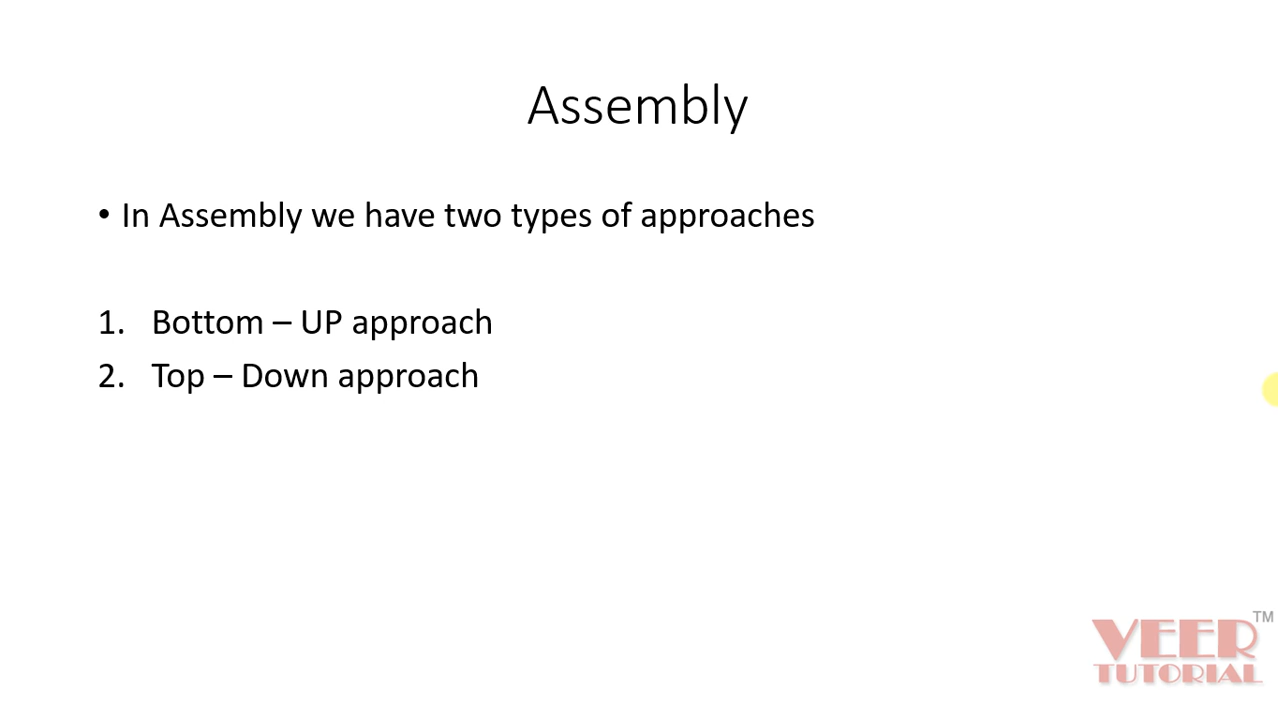 Assembly
• In Assembly we have two types of approaches
1. Bottom – UP approach
2. Top – Down approach
VEER TM
TUTORIAL